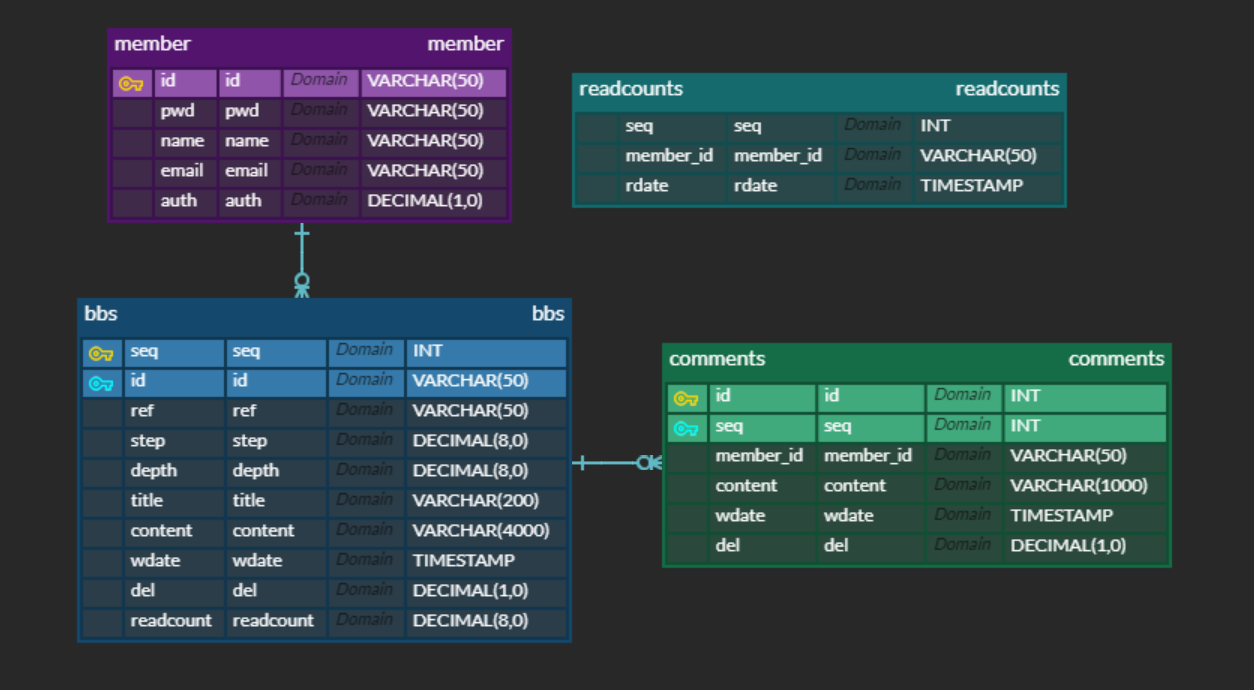 member member
id id Domain VARCHAR(50)
pwd pwd Domain VARCHAR(50)
name name Domain VARCHAR(50)
email email Domain VARCHAR(50)
auth auth Domain DECIMAL(1,0)
readcounts readcounts
seq seq Domain INT
member_id member_id Domain VARCHAR(50)
rdate rdate Domain TIMESTAMP
bbs bbs
seq seq Domain INT
id id Domain VARCHAR(50)
ref ref Domain VARCHAR(50)
step step Domain DECIMAL(8,0)
depth depth Domain DECIMAL(8,0)
title title Domain VARCHAR(200)
content content Domain VARCHAR(4000)
wdate wdate Domain TIMESTAMP
del del Domain DECIMAL(1,0)
readcount readcount Domain DECIMAL(8,0)
comments comments
id id Domain INT
seq seq Domain INT
member_id member_id Domain VARCHAR(50)
content content Domain VARCHAR(1000)
wdate wdate Domain TIMESTAMP
del del Domain DECIMAL(1,0)